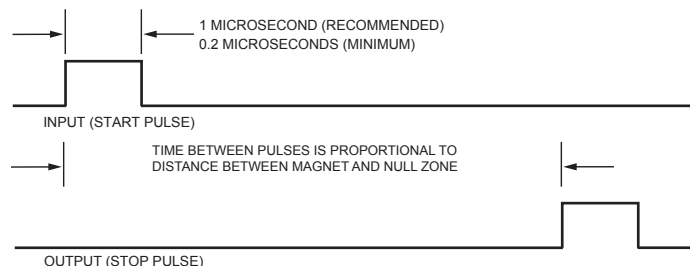 1 MICROSECOND (RECOMMENDED)
0.2 MICROSECONDS (MINIMUM)
INPUT (START PULSE)
TIME BETWEEN PULSES IS PROPORTIONAL TO
DISTANCE BETWEEN MAGNET AND NULL ZONE
OUTPUT (STOP PULSE)